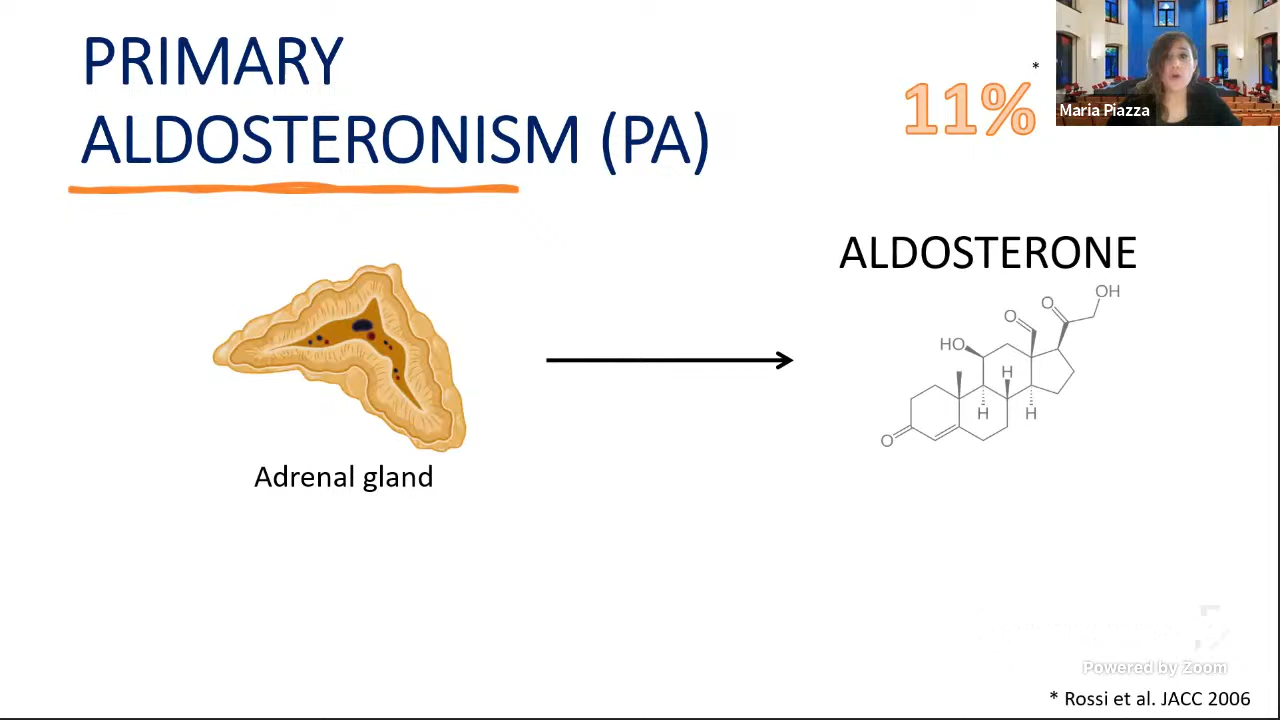 PRIMARY
ALDOSTERONISM (PA)
*
11%
Maria Piazza
ALDOSTERONE
OH
O
O
HO
H
H
H
O
Adrenal gland
Powered by Zoom
* Rossi et al. JACC 2006